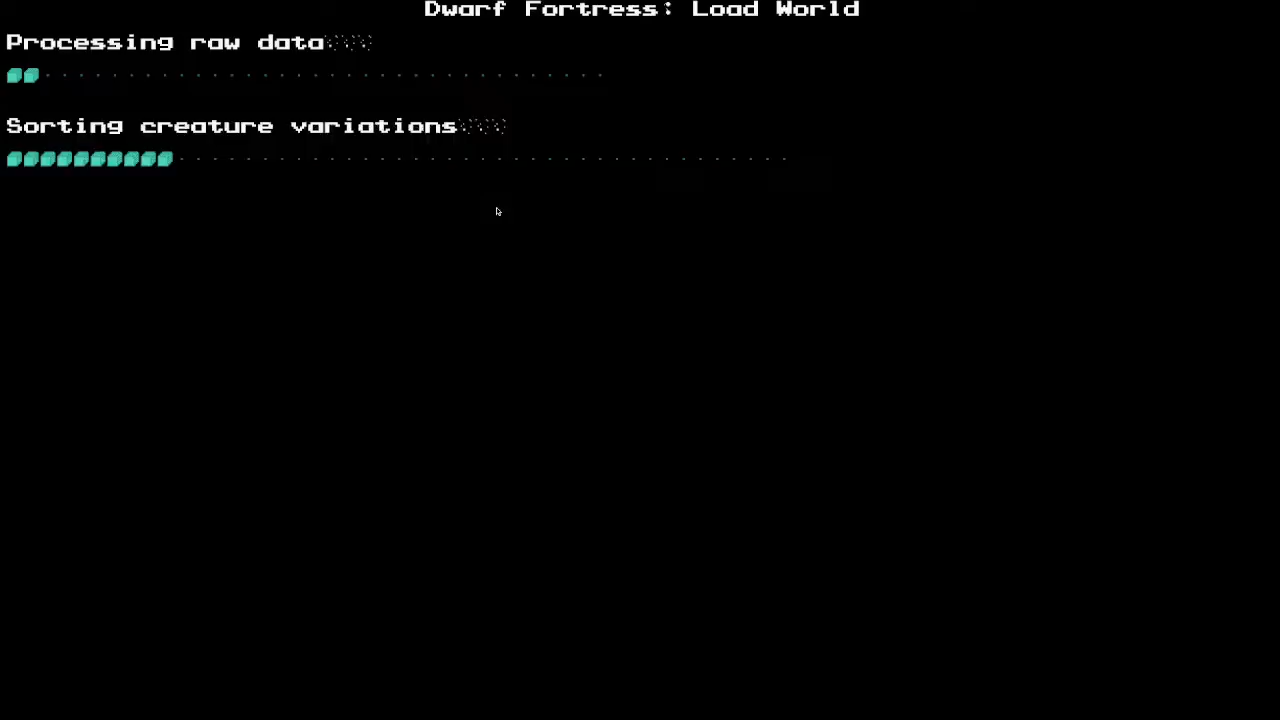 Dwarf Fortress: Load World
Processing raw data
Sorting creature variations